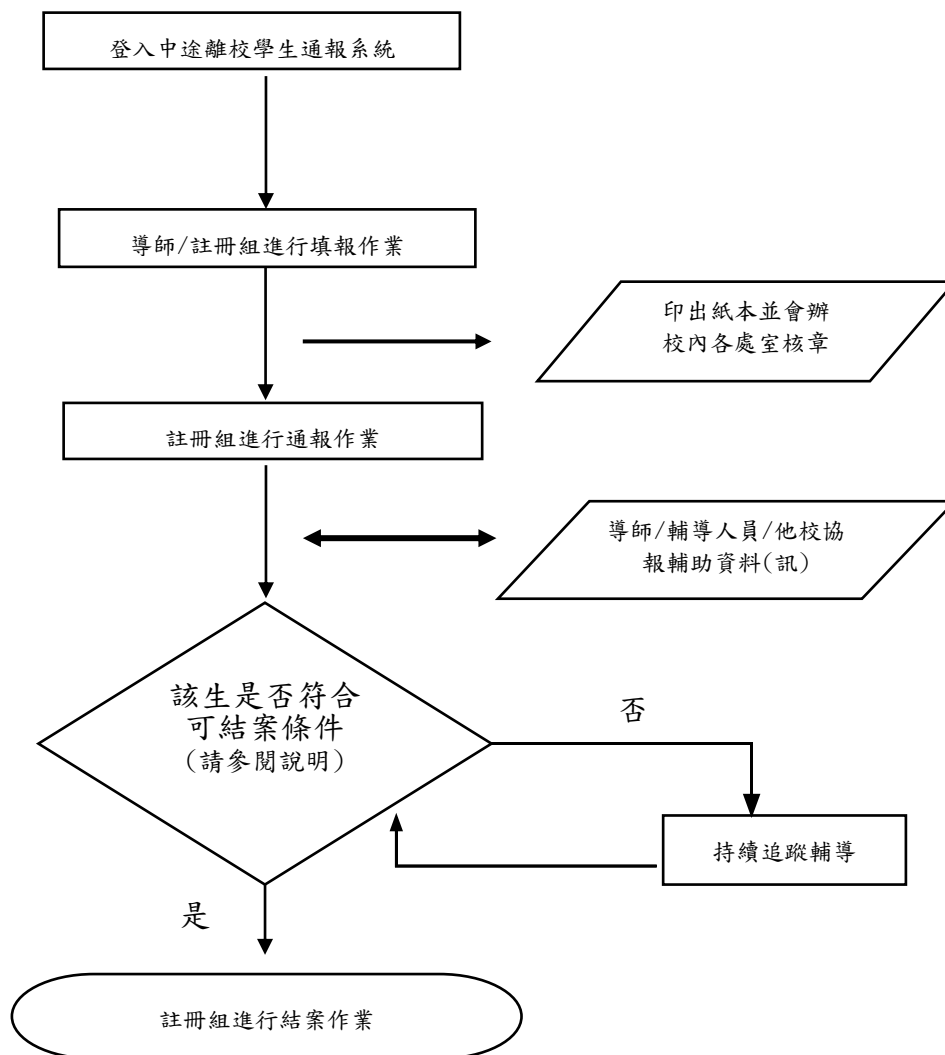 登入中途離校學生通報系統
導師/註冊組進行填報作業
印出紙本並會辦
校內各處室核章
註冊組進行通報作業
導師/輔導人員/他校協
報輔助資料(訊)
該生是否符合
可結案條件
(請參閱說明)
否
持續追蹤輔導
是
註冊組進行結案作業